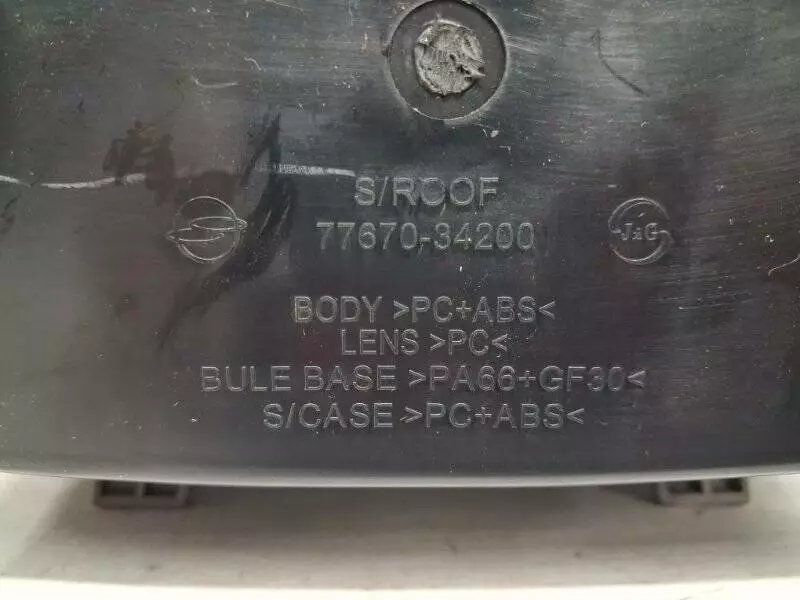 S/ROOF
77670-34200
J&G
BODY >PC+ABS<
LENS >PC<
BULE BASE >PA66+GF30<
S/CASE >PC+ABS<